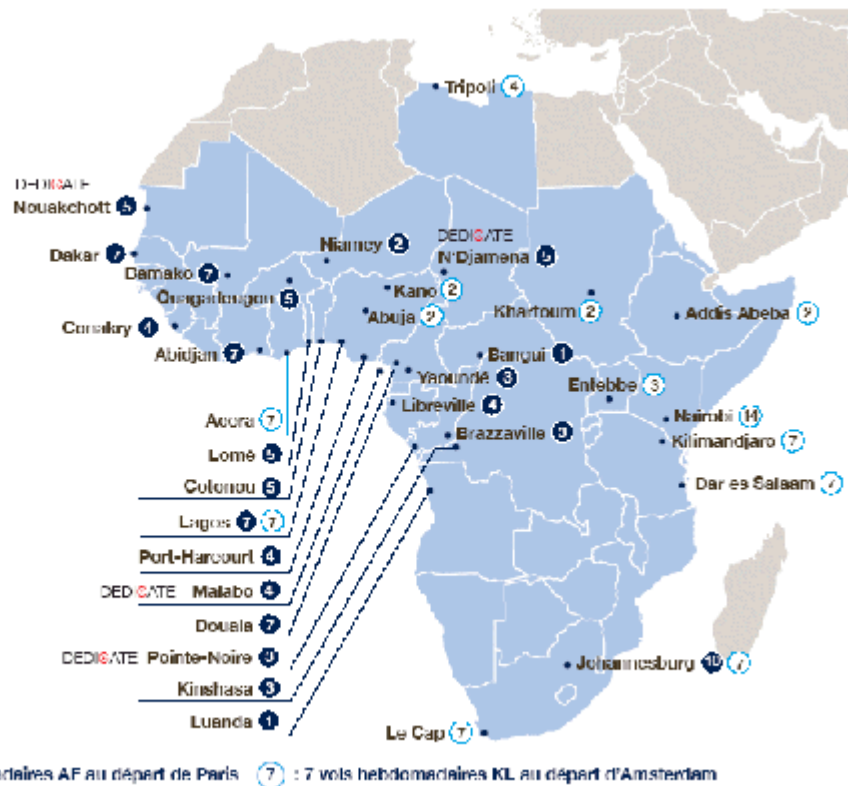 Tripoli 4
DEDICATE
Nouakchott 5
Dakar 7
Bamako 7
Niamey 2
DEDICATE
N'Djamena 5
Ouagadougou 5
Kano 2
Abuja 2
Khartoum 2
Addis Abeba 2
Conakry 4
Abidjan 7
Bangui 1
Yaoundé 3
Entebbe 3
Libreville 4
Nairobi 14
Accra 7
Brazzaville 3
Kilimandjaro 7
Lomé 5
Cotonou 5
Dar es Salaam 7
Lagos 7 7
Port-Harcourt 4
DEDICATE Malabo 4
Douala 7
DEDICATE Pointe-Noire
Kinshasa 3
Johannesburg 10 7
Luanda 1
Le Cap 7
AF au départ de Paris 7 : 7 vols hebdomadaires KL au départ d'Amsterdam